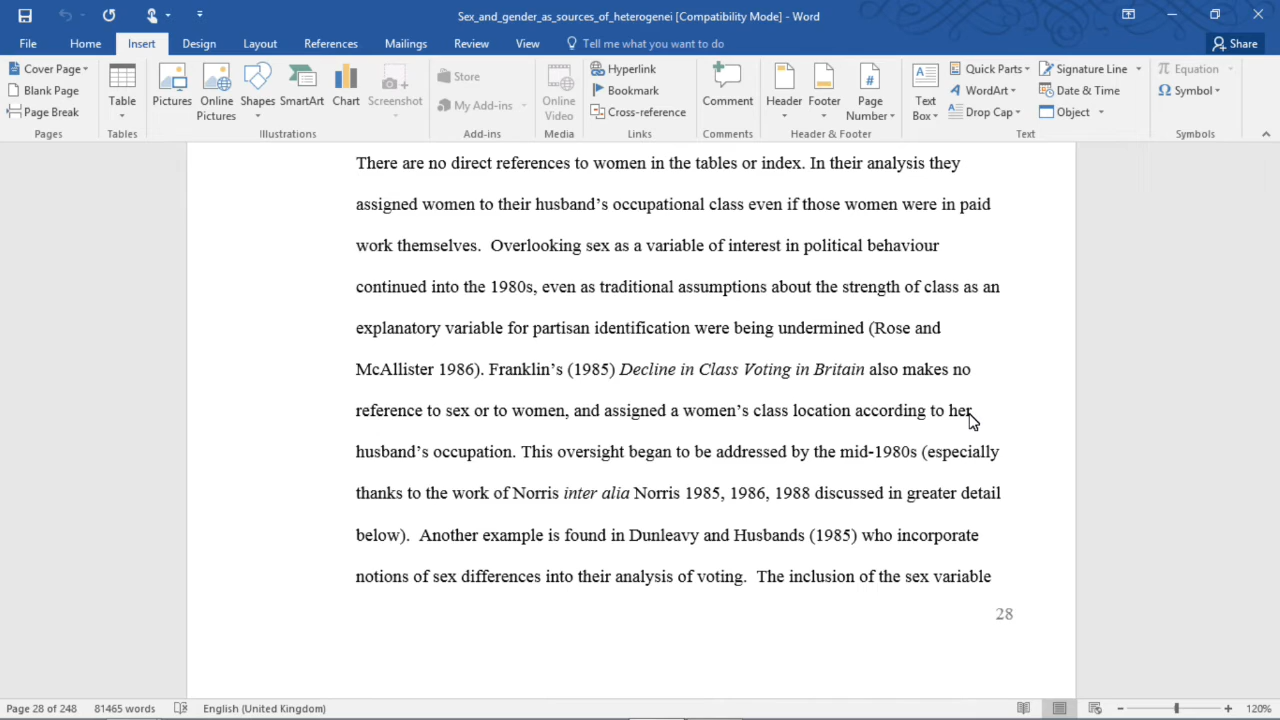 Sex_and_gender_as_sources_of_heterogenei [Compatibility Mode] - Word
File Home Insert Design Layout References Mailings Review View Tell me what you want to do Share
Cover Page
Blank Page
Page Break
Pages
Table
Tables
Pictures
Online Pictures
Shapes
SmartArt
Chart
Screenshot
Illustrations
Store
My Add-ins
Add-ins
Online Video
Media
Hyperlink
Bookmark
Cross-reference
Links
Comment
Comments
Header
Footer
Page Number
Header & Footer
Text Box
Quick Parts
WordArt
Drop Cap
Signature Line
Date & Time
Object
Text
Equation
Symbol
Symbols
There are no direct references to women in the tables or index. In their analysis they
assigned women to their husband’s occupational class even if those women were in paid
work themselves.  Overlooking sex as a variable of interest in political behaviour
continued into the 1980s, even as traditional assumptions about the strength of class as an
explanatory variable for partisan identification were being undermined (Rose and
McAllister 1986). Franklin’s (1985) Decline in Class Voting in Britain also makes no
reference to sex or to women, and assigned a women’s class location according to her
husband’s occupation. This oversight began to be addressed by the mid-1980s (especially
thanks to the work of Norris inter alia Norris 1985, 1986, 1988 discussed in greater detail
below).  Another example is found in Dunleavy and Husbands (1985) who incorporate
notions of sex differences into their analysis of voting.  The inclusion of the sex variable
28
Page 28 of 248 81465 words English (United Kingdom) 120%